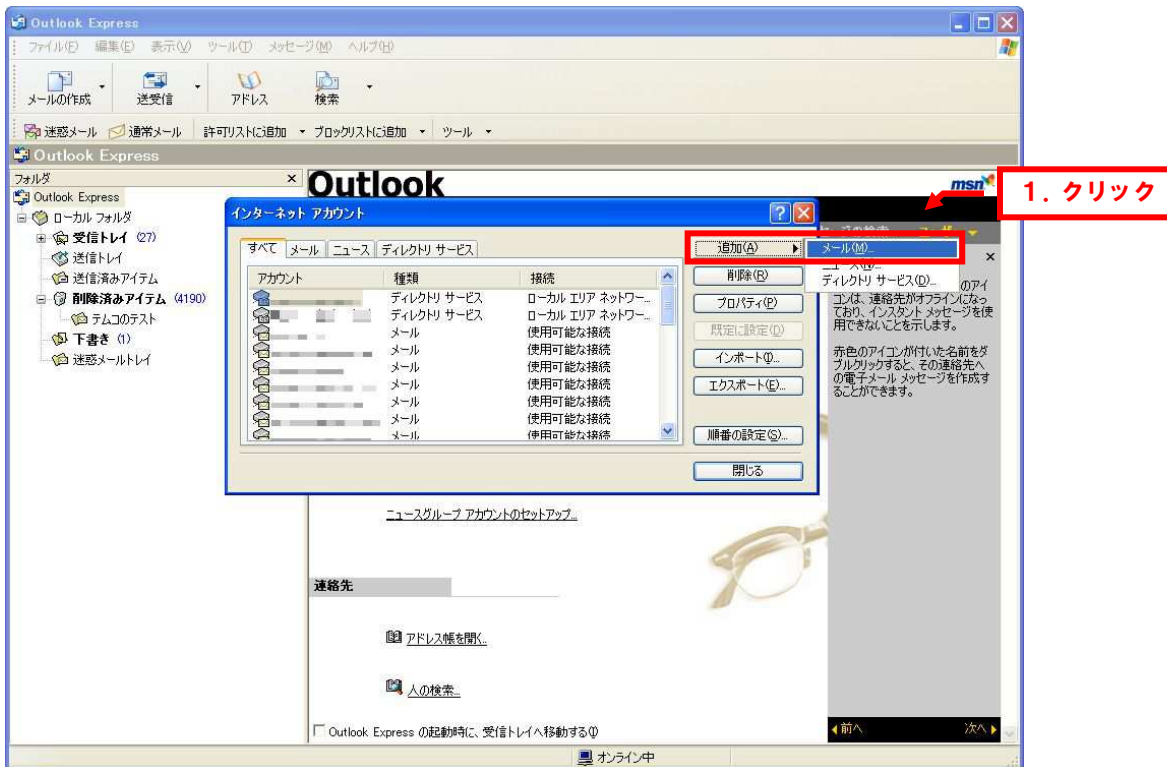 Outlook Express
ファイル(F) 編集(E) 表示(V) ツール(T) メッセージ(M) ヘルプ(H)
メールの作成 送受信 アドレス 検索
迷惑メール 通常メール 許可リストに追加 ブロックリストに追加 ツール
Outlook Express
フォルダ
Outlook Express
ローカル フォルダ
受信トレイ (27)
送信トレイ
送信済みアイテム
削除済みアイテム (4190)
テムコのテスト
下書き (1)
迷惑メールトレイ
Outlook
msn
1. クリック
インターネット アカウント
すべて メール ニュース ディレクトリ サービス
アカウント 種類 接続
ディレクトリ サービス ローカル エリア ネットワー...
ディレクトリ サービス ローカル エリア ネットワー...
メール 使用可能な接続
メール 使用可能な接続
メール 使用可能な接続
メール 使用可能な接続
メール 使用可能な接続
メール 使用可能な接続
メール 使用可能な接続
追加(A)
削除(R)
プロパティ(P)
既定に設定(D)
インポート(I)...
エクスポート(E)...
順番の設定(S)...
閉じる
メール(M)...
ニュース(N)...
ディレクトリ サービス(D)...
のアイ
コンは、連絡先がオフラインになっ
ており、インスタント メッセージを使
用できないことを示します。
赤色のアイコンが付いた名前をダ
ブルクリックすると、その連絡先へ
の電子メール メッセージを作成す
ることができます。
ニュースグループ アカウントのセットアップ...
連絡先
アドレス帳を開く...
人の検索...
Outlook Express の起動時に、受信トレイへ移動する(I)
前へ 次へ
オンライン中